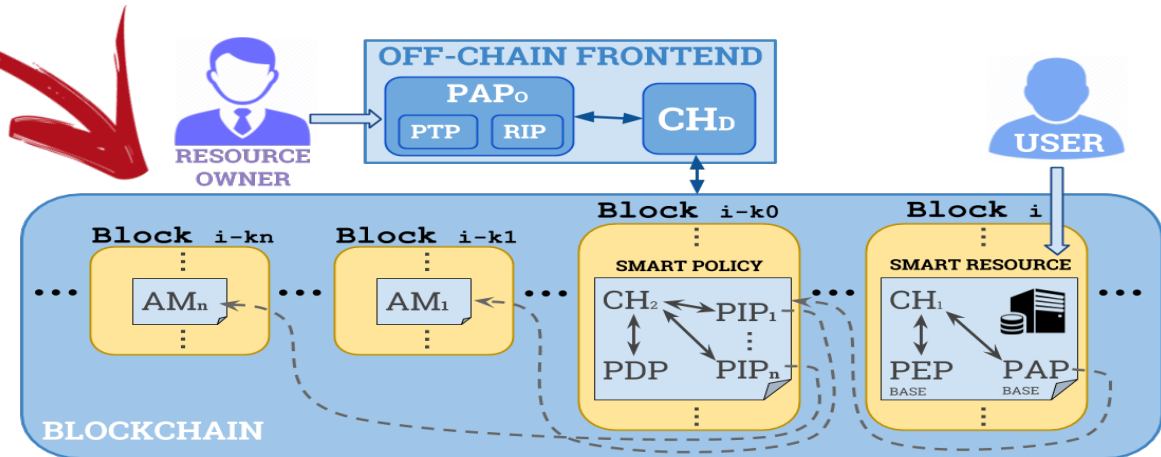 OFF-CHAIN FRONTEND
PAPO
PTP
RIP
CHD
RESOURCE
OWNER
USER
Block i-kn
AMn
Block i-k1
AM1
Block i-k0
SMART POLICY
CH2
PIP1
PDP
PIPn
Block i
SMART RESOURCE
CH1
PEP
BASE
PAP
BASE
BLOCKCHAIN